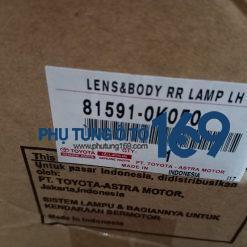 LENS&BODY RR LAMP LH
81591-0K050
PHỤ TÙNG Ô TÔ 169
www.phutung169.com
TOYOTA
QTY:
INDONESIA
PT. TOYOTA-ASTRA MOTOR
This
Untuk pasar Indonesia, didistribusikan
oleh:
PT. TOYOTA-ASTRA MOTOR,
Jakarta, Indonesia
SISTEM LAMPU & BAGIANNYA UNTUK
KENDARAAN BERMOTOR
Made in Indonesia